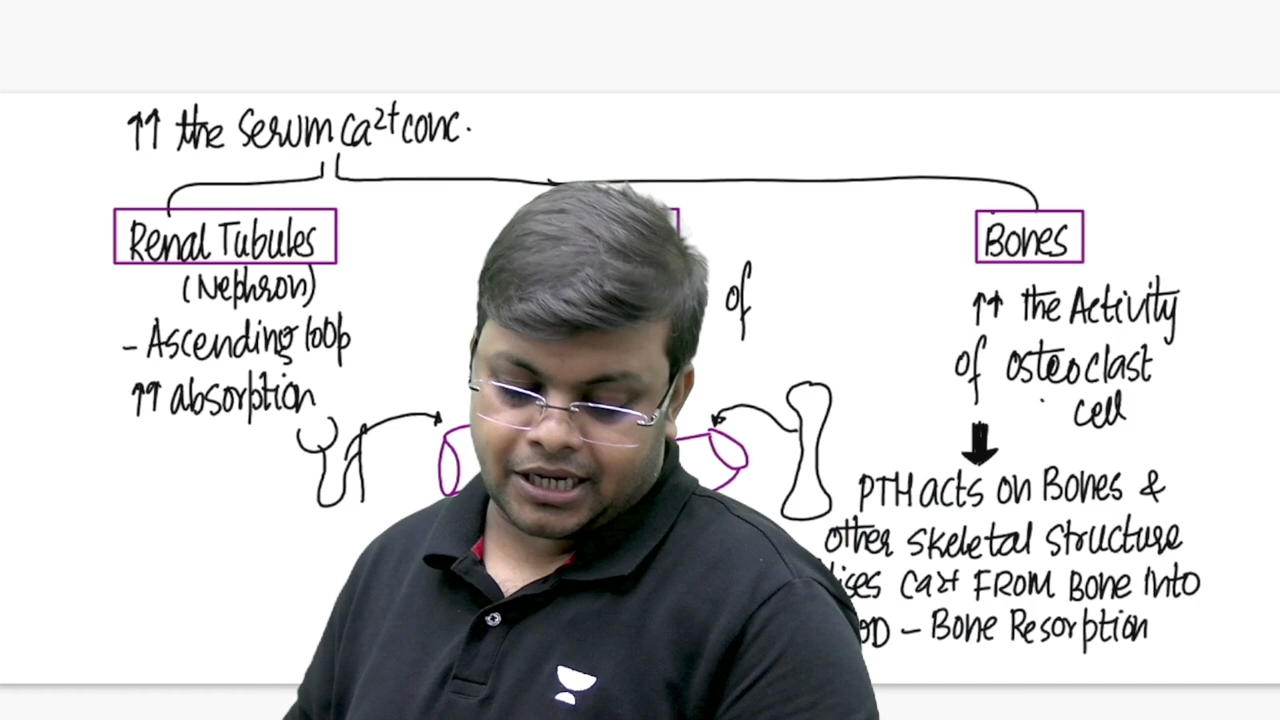 ↑↑ the Serum Ca2+ conc.
Renal Tubules
(Nephron)
- Ascending loop
↑↑ absorption
of
Bones
↑↑ the Activity
of osteoclast
cell
PTH acts on Bones &
other skeletal structure
Ca2+ FROM Bone Into
- Bone Resorption